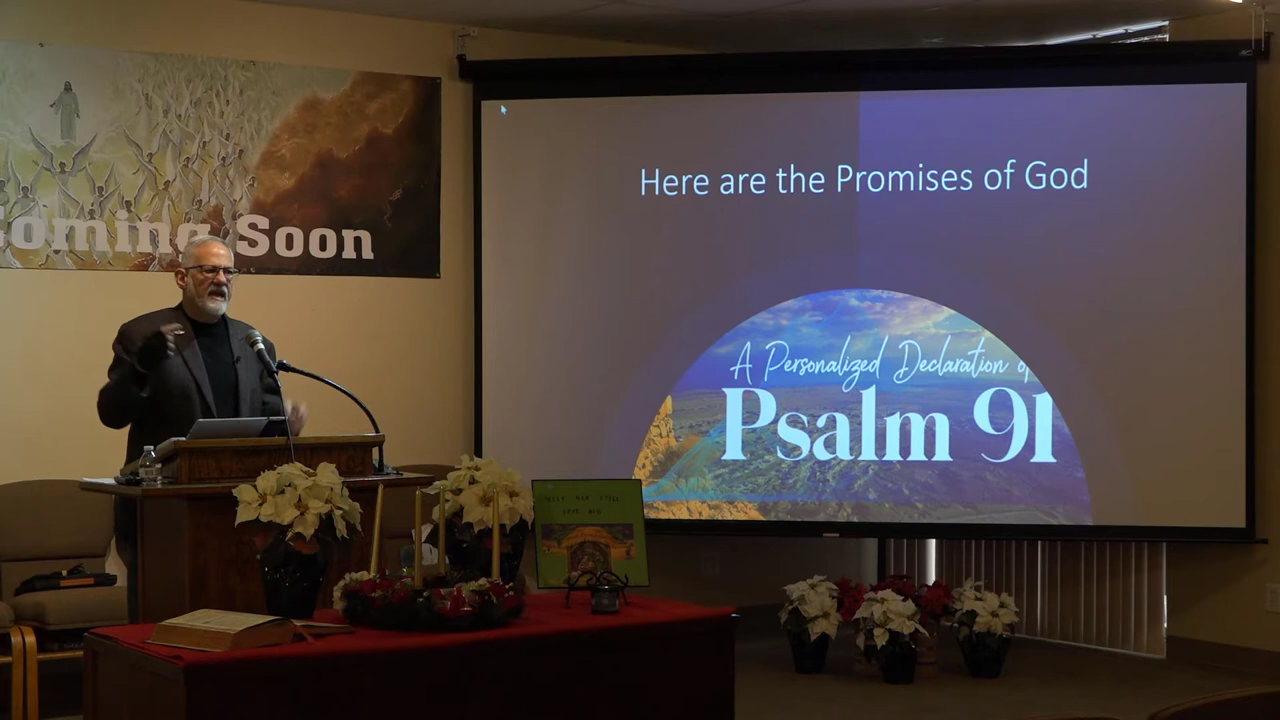 Coming Soon
Here are the Promises of God
A Personalized Declaration of
Psalm 91